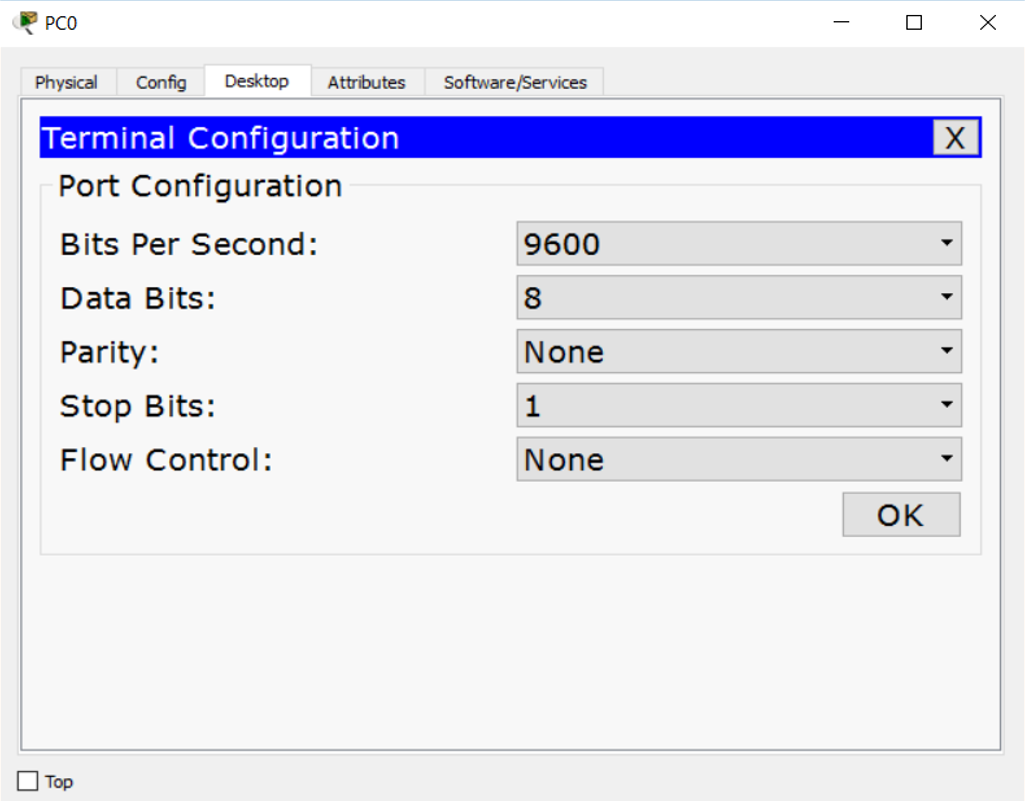 PC0
Physical Config Desktop Attributes Software/Services
Terminal Configuration X
Port Configuration
Bits Per Second: 9600
Data Bits: 8
Parity: None
Stop Bits: 1
Flow Control: None
OK
Top